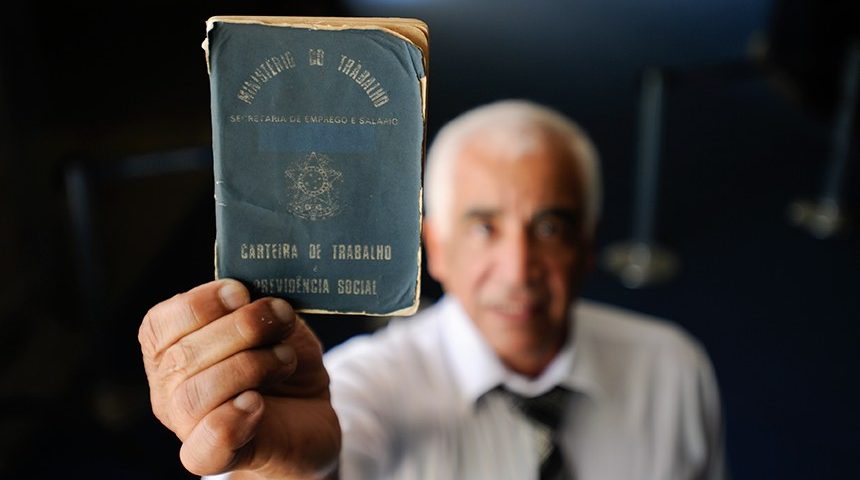 MINISTÉRIO DO TRABALHO
SECRETARIA DE EMPREGO E SALÁRIO
CARTEIRA DE TRABALHO
E
PREVIDÊNCIA SOCIAL